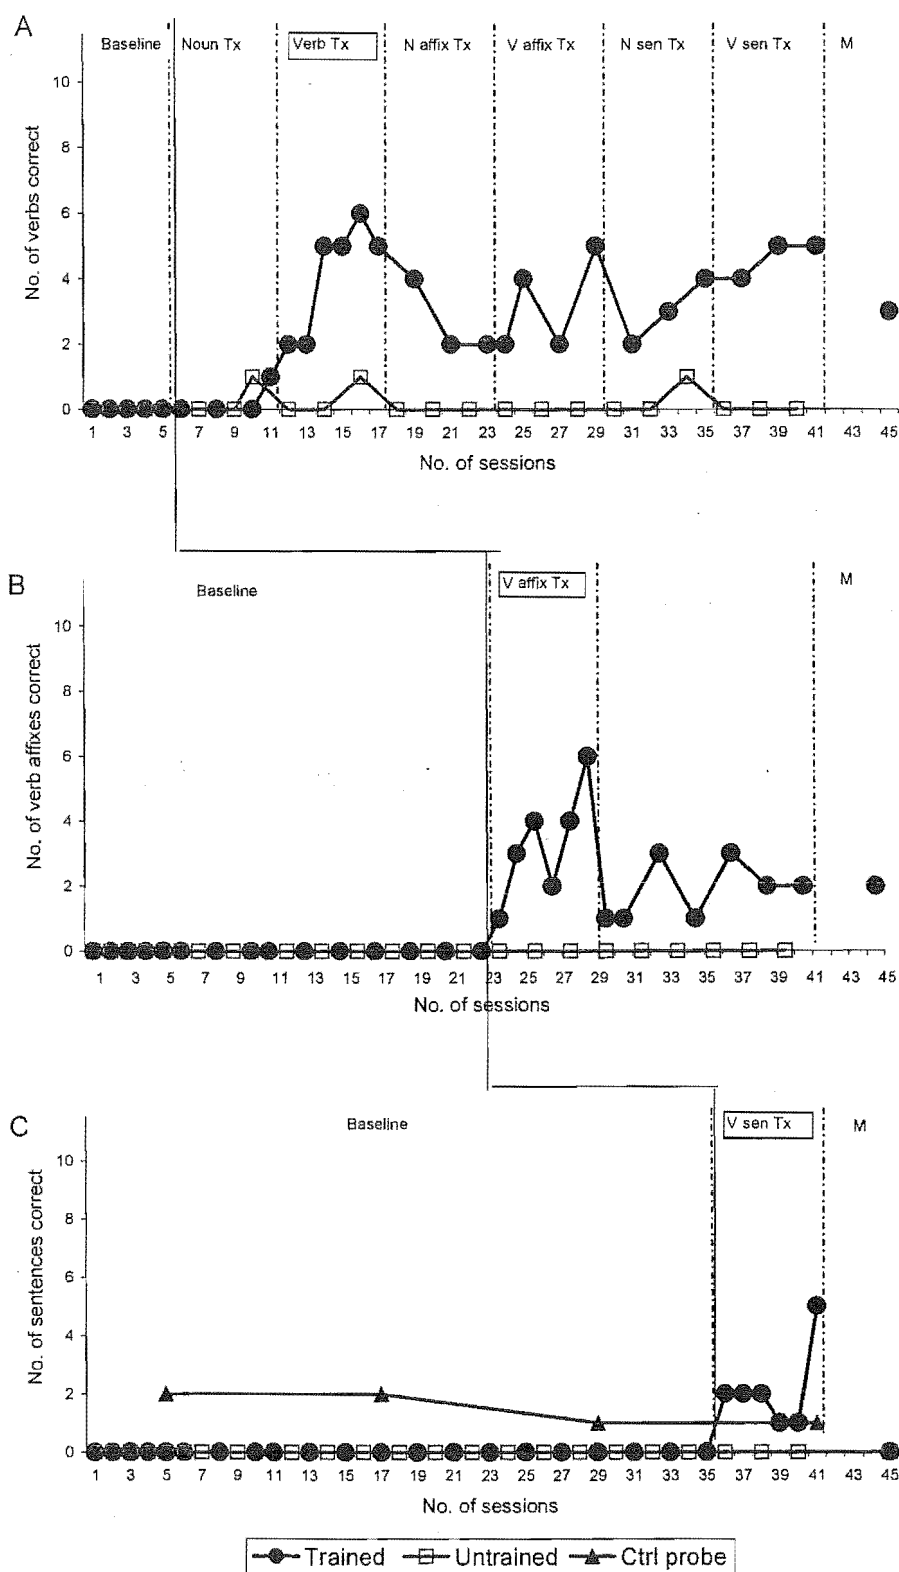 A
Baseline Noun Tx Verb Tx N affix Tx V affix Tx N sen Tx V sen Tx M
No. of verbs correct
10
8
6
4
2
0
1 3 5 7 9 11 13 15 17 19 21 23 25 27 29 31 33 35 37 39 41 43 45
No. of sessions
B
Baseline V affix Tx M
No. of verb affixes correct
10
8
6
4
2
0
1 3 5 7 9 11 13 15 17 19 21 23 25 27 29 31 33 35 37 39 41 43 45
No. of sessions
C
Baseline V sen Tx M
No. of sentences correct
10
8
6
4
2
0
1 3 5 7 9 11 13 15 17 19 21 23 25 27 29 31 33 35 37 39 41 43 45
No. of sessions
Trained Untrained Ctrl probe